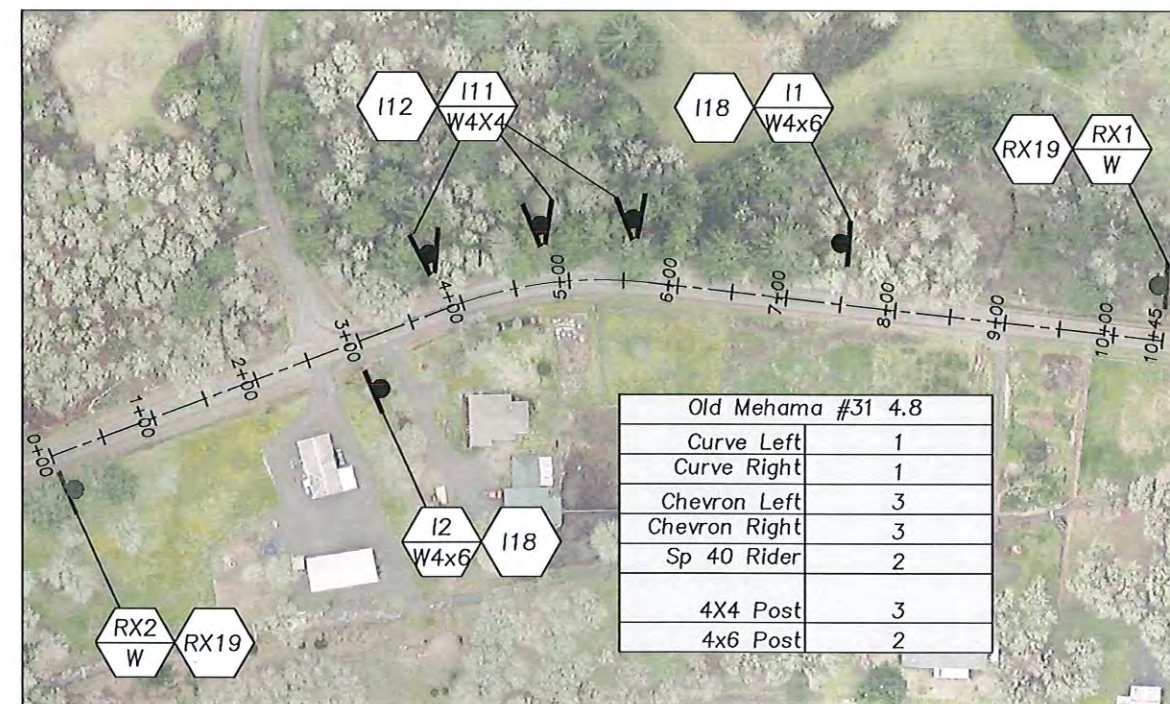 I12
I11
W4X4
I18
I1
W4x6
RX19
RX1
W
0+00
1+00
2+00
3+00
4+00
5+00
6+00
7+00
8+00
9+00
10+00
10+45
I2
W4x6
I18
RX2
W
RX19
Old Mehama #31 4.8
Curve Left 1
Curve Right 1
Chevron Left 3
Chevron Right 3
Sp 40 Rider 2
4X4 Post 3
4x6 Post 2